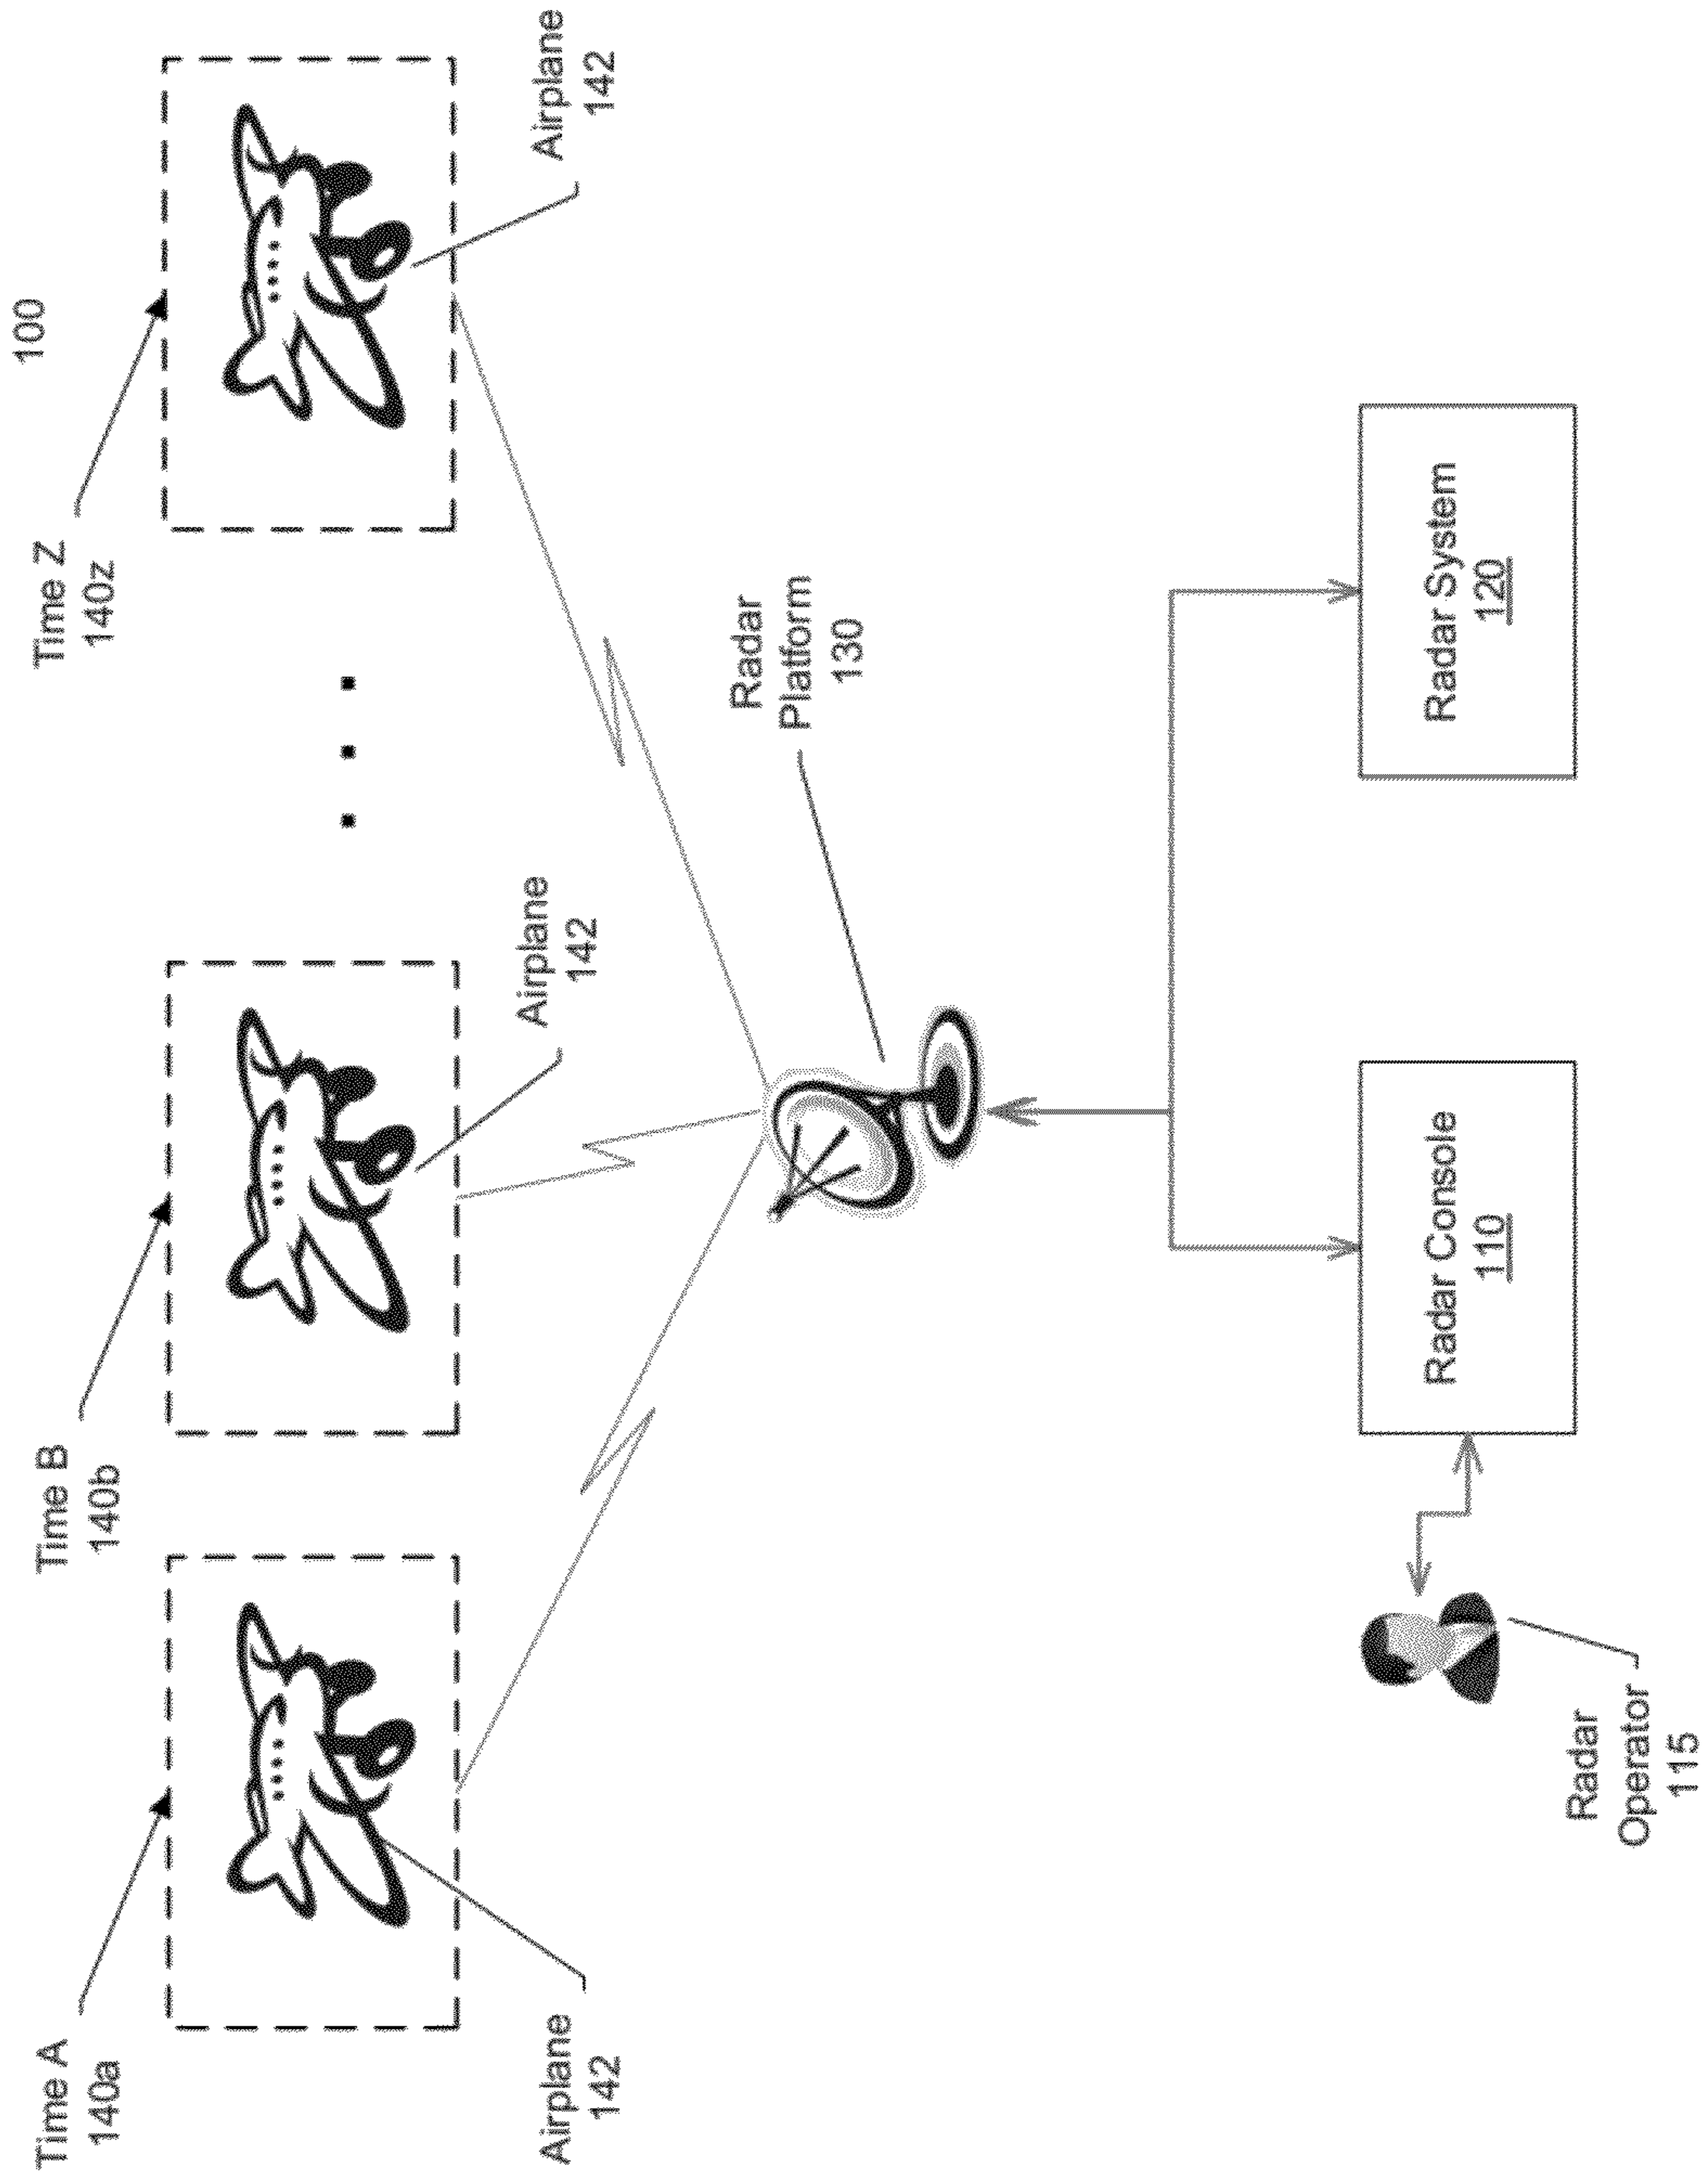 100
Time A
140a
Time B
140b
Time Z
140z
Airplane
142
Airplane
142
Airplane
142
Radar
Platform
130
Radar Console
110
Radar System
120
Radar
Operator
115